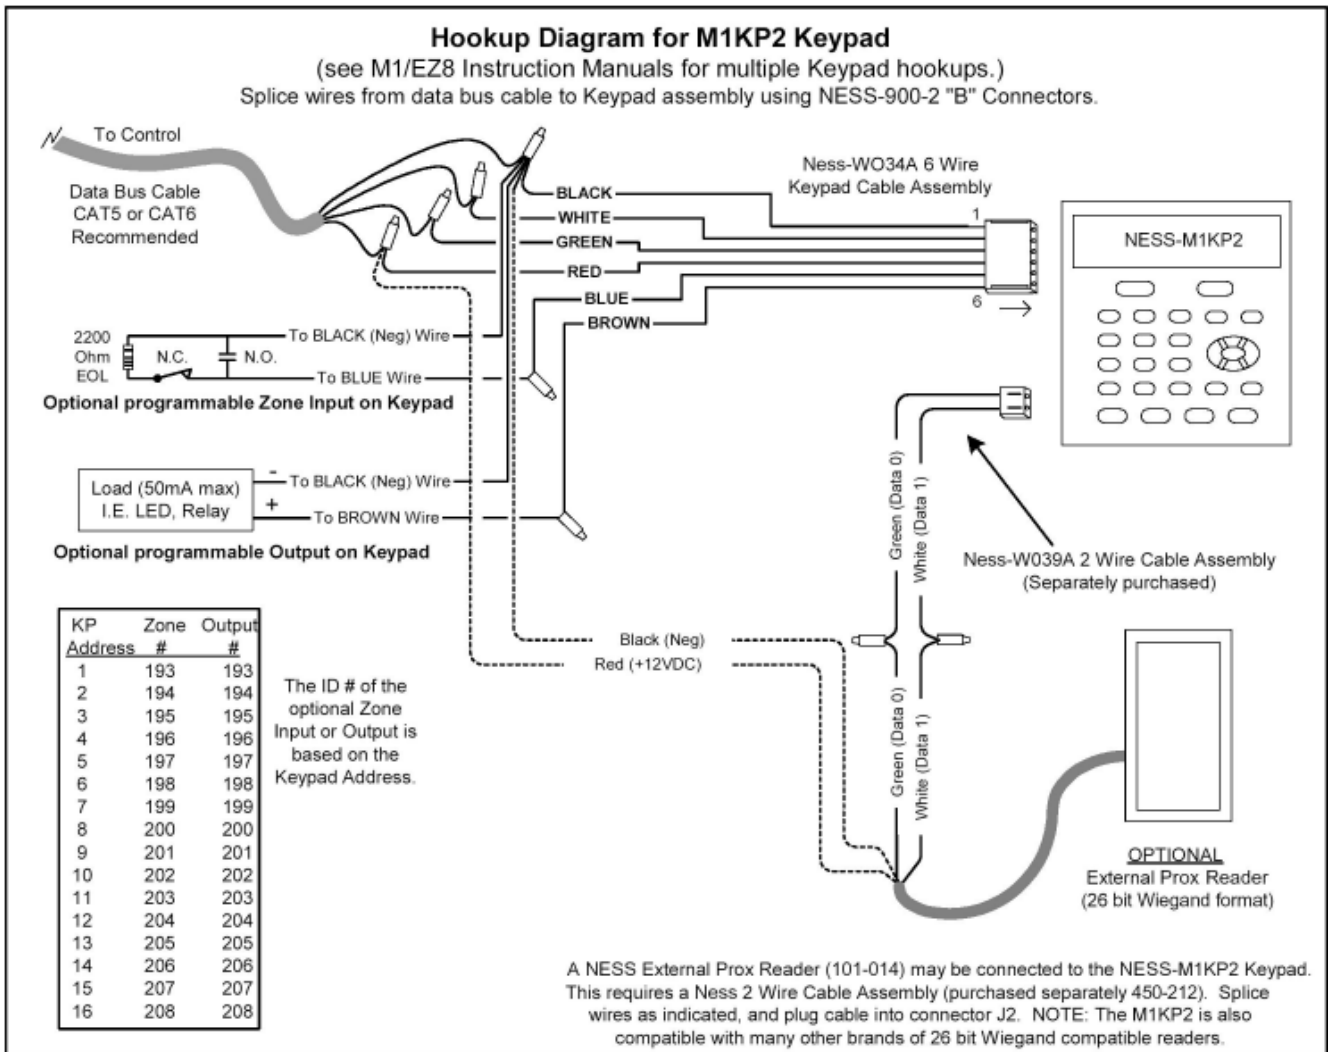 Hookup Diagram for M1KP2 Keypad
(see M1/EZ8 Instruction Manuals for multiple Keypad hookups.)
Splice wires from data bus cable to Keypad assembly using NESS-900-2 "B" Connectors.
To Control
Data Bus Cable
CAT5 or CAT6
Recommended
Ness-WO34A 6 Wire
Keypad Cable Assembly
BLACK
WHITE
GREEN
RED
BLUE
BROWN
1
6
NESS-M1KP2
2200
Ohm
EOL
N.C.
N.O.
To BLACK (Neg) Wire
To BLUE Wire
Optional programmable Zone Input on Keypad
Load (50mA max)
I.E. LED, Relay
-
+
To BLACK (Neg) Wire
To BROWN Wire
Optional programmable Output on Keypad
Green (Data 0)
White (Data 1)
Ness-W039A 2 Wire Cable Assembly
(Separately purchased)
Black (Neg)
Red (+12VDC)
Green (Data 0)
White (Data 1)
KP Zone Output
Address # #
1 193 193
2 194 194
3 195 195
4 196 196
5 197 197
6 198 198
7 199 199
8 200 200
9 201 201
10 202 202
11 203 203
12 204 204
13 205 205
14 206 206
15 207 207
16 208 208
The ID # of the
optional Zone
Input or Output is
based on the
Keypad Address.
OPTIONAL
External Prox Reader
(26 bit Wiegand format)
A NESS External Prox Reader (101-014) may be connected to the NESS-M1KP2 Keypad.
This requires a Ness 2 Wire Cable Assembly (purchased separately 450-212). Splice
wires as indicated, and plug cable into connector J2. NOTE: The M1KP2 is also
compatible with many other brands of 26 bit Wiegand compatible readers.